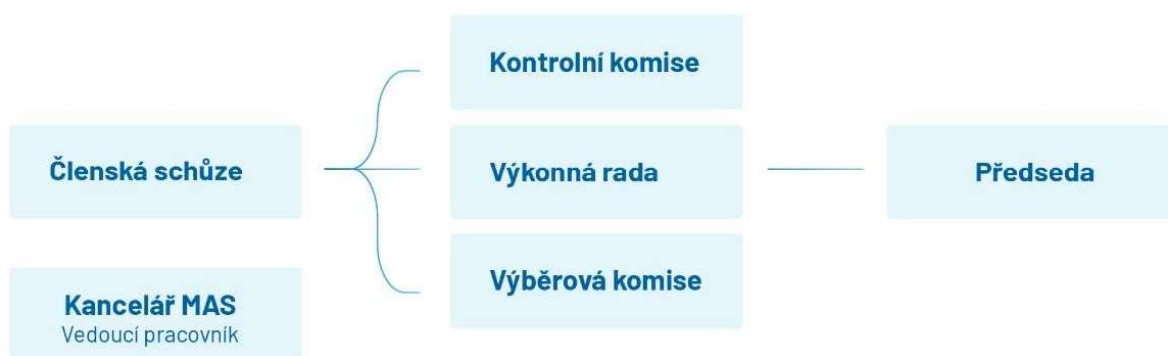 Kontrolní komise
Členská schůze
Výkonná rada
Předseda
Výběrová komise
Kancelář MAS
Vedoucí pracovník